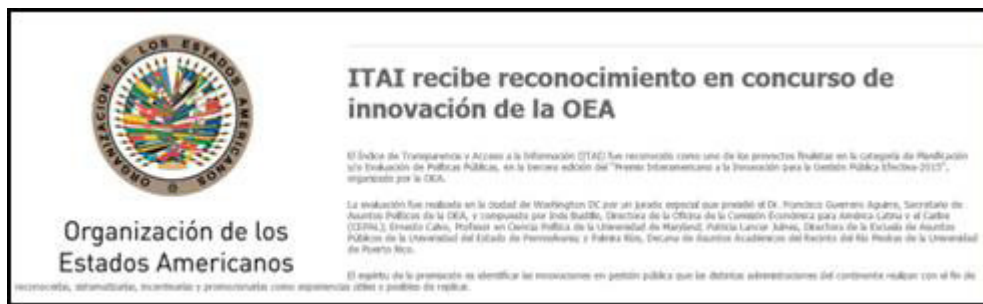 ORGANIZACION DE LOS ESTADOS AMERICANOS
OEA
Organización de los
Estados Americanos
ITAI recibe reconocimiento en concurso de
innovación de la OEA
El Índice de Transparencia y Acceso a la Información (ITAI) fue reconocido como uno de los proyectos finalistas en la categoría de Planificación
y/o Evaluación de Políticas Públicas, en la tercera edición del "Premio Interamericano a la Innovación para la Gestión Pública Efectiva-2015",
organizado por la OEA.
La evaluación fue realizada en la ciudad de Washington DC por un jurado especial que presidió el Dr. Francisco Guerrero Aguirre, Secretario de
Asuntos Políticos de la OEA, y compuesta por Inés Bustillo, Directora de la Oficina de la Comisión Económica para América Latina y el Caribe
(CEPAL); Ernesto Calvo, Profesor en Ciencia Política de la Universidad de Maryland; Patricia Directora de la Escuela de Asuntos
Públicos de la Universidad del Estado de Pennsylvania; y Palmira Ríos, Decana de Asuntos Académicos del Recinto del Río Piedras de la Universidad
de Puerto Rico.
El espíritu de la premiación es identificar las innovaciones en gestión pública que las distintas administraciones del continente realizan con el fin de
reconocerlas, sistematizarlas, incentivarlas y promocionarlas como experiencias útiles y posibles de replicar.